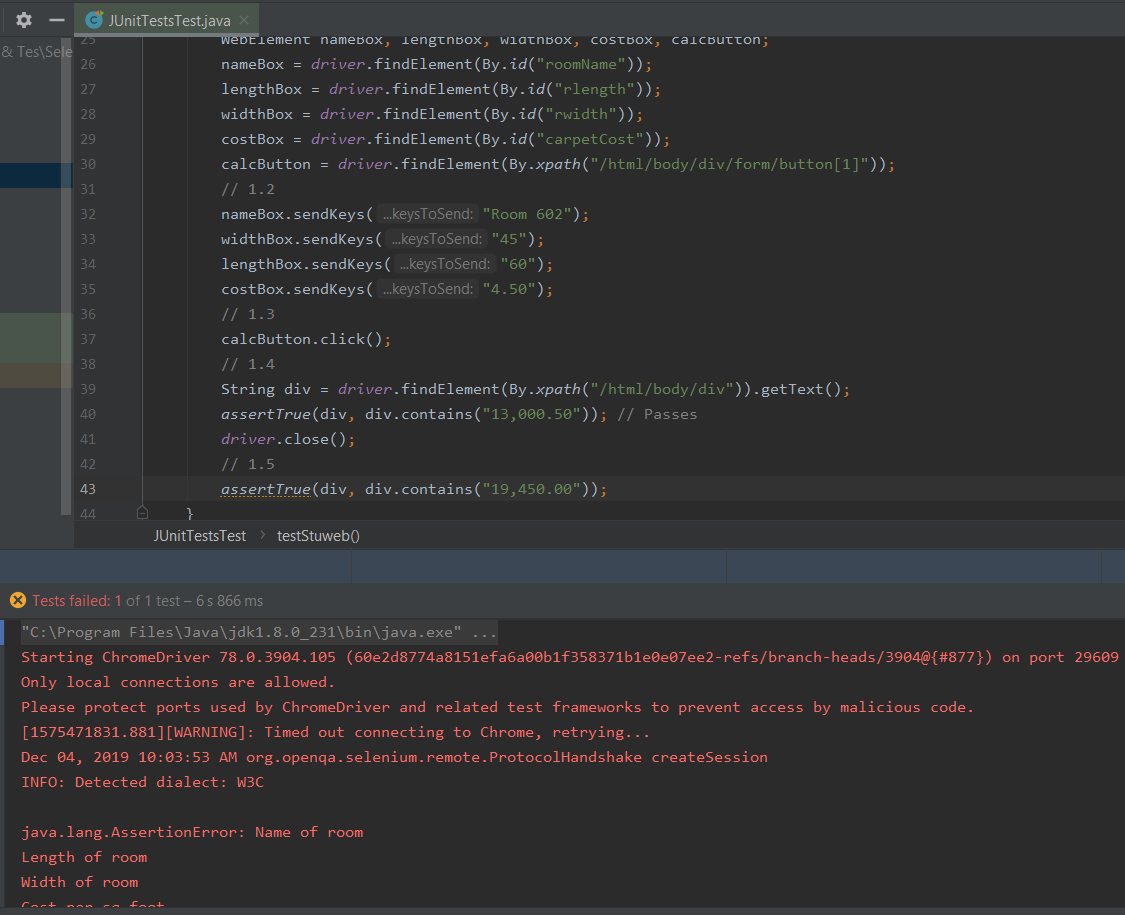 JUnitTestsTest.java
& Tes\Sele
25 WebElement nameBox, lengthBox, widthBox, costBox, calcButton;
26 nameBox = driver.findElement(By.id("roomName"));
27 lengthBox = driver.findElement(By.id("rlength"));
28 widthBox = driver.findElement(By.id("rwidth"));
29 costBox = driver.findElement(By.id("carpetCost"));
30 calcButton = driver.findElement(By.xpath("/html/body/div/form/button[1]"));
31 // 1.2
32 nameBox.sendKeys( ...keysToSend: "Room 602");
33 widthBox.sendKeys( ...keysToSend: "45");
34 lengthBox.sendKeys( ...keysToSend: "60");
35 costBox.sendKeys( ...keysToSend: "4.50");
36 // 1.3
37 calcButton.click();
38 // 1.4
39 String div = driver.findElement(By.xpath("/html/body/div")).getText();
40 assertTrue(div, div.contains("13,000.50")); // Passes
41 driver.close();
42 // 1.5
43 assertTrue(div, div.contains("19,450.00"));
44 }
JUnitTestsTest > testStuweb()
Tests failed: 1 of 1 test – 6 s 866 ms
"C:\Program Files\Java\jdk1.8.0_231\bin\java.exe" ...
Starting ChromeDriver 78.0.3904.105 (60e2d8774a8151efa6a00b1f358371b1e0e07ee2-refs/branch-heads/3904@{#877}) on port 29609
Only local connections are allowed.
Please protect ports used by ChromeDriver and related test frameworks to prevent access by malicious code.
[1575471831.881][WARNING]: Timed out connecting to Chrome, retrying...
Dec 04, 2019 10:03:53 AM org.openqa.selenium.remote.ProtocolHandshake createSession
INFO: Detected dialect: W3C
java.lang.AssertionError: Name of room
Length of room
Width of room
Cost per sq foot